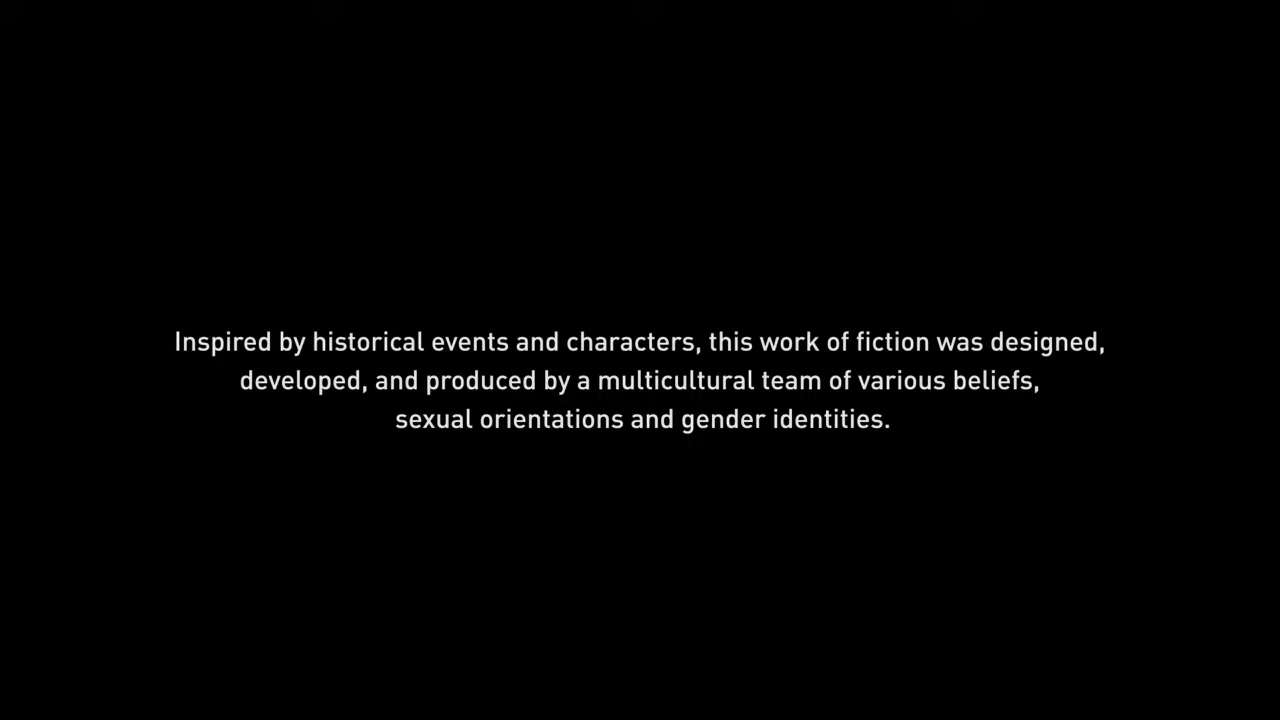 Inspired by historical events and characters, this work of fiction was designed,
developed, and produced by a multicultural team of various beliefs,
sexual orientations and gender identities.